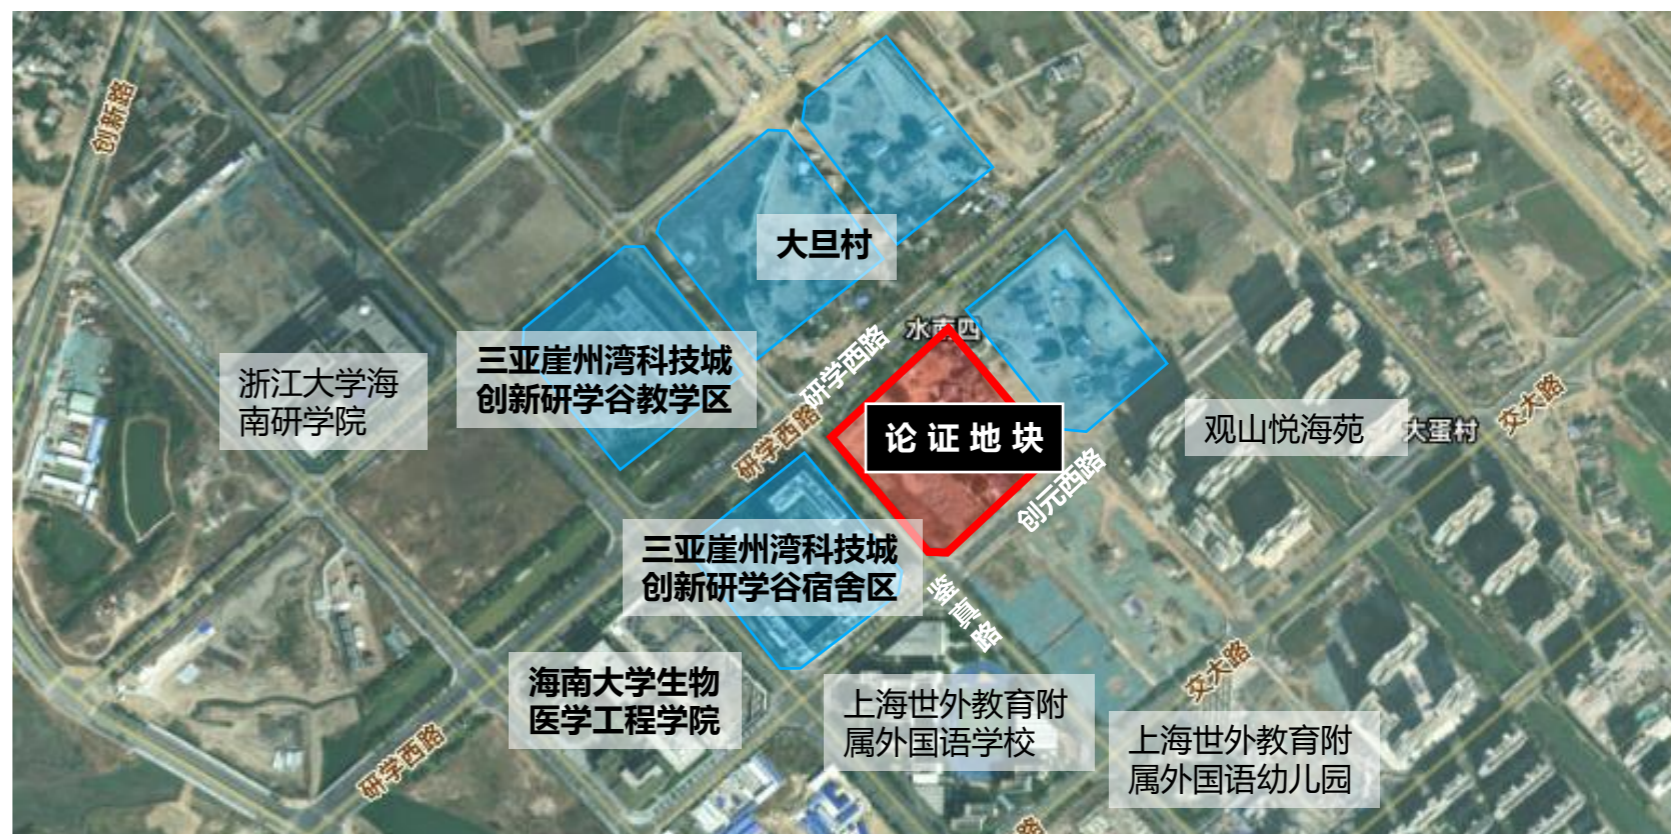 创新路
大旦村
水南四
研学西路
三亚崖州湾科技城
创新研学谷教学区
浙江大学海
南研学院
研学西路
论证地块
观山悦海苑
大蛋村
交大路
创元西路
三亚崖州湾科技城
创新研学谷宿舍区
鉴真路
海南大学生物
医学工程学院
交大路
上海世外教育附
属外国语学校
上海世外教育附
属外国语幼儿园
研学西路
路